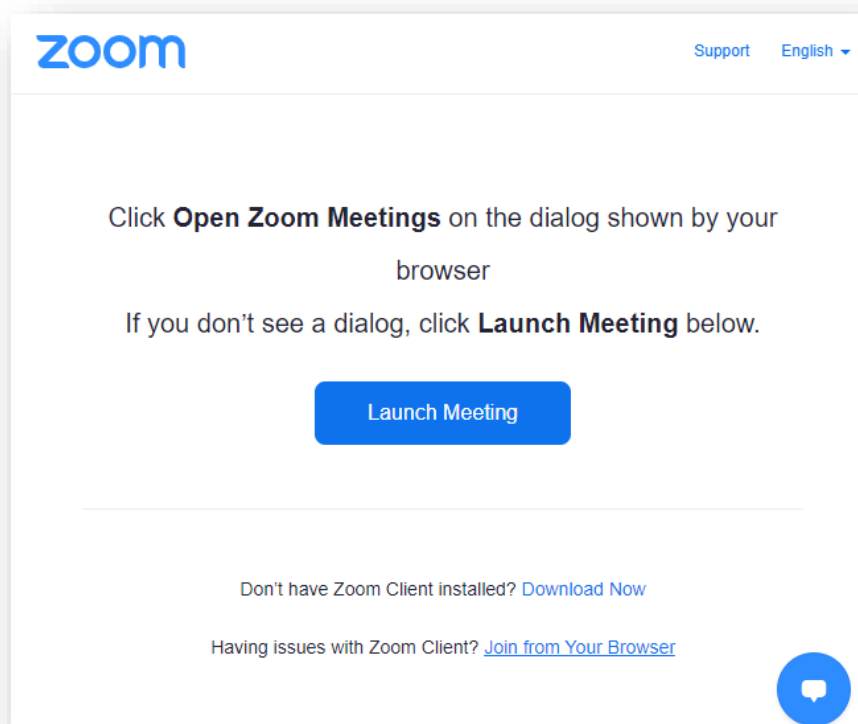 zoom
Support English
Click Open Zoom Meetings on the dialog shown by your
browser
If you don’t see a dialog, click Launch Meeting below.
Launch Meeting
Don’t have Zoom Client installed? Download Now
Having issues with Zoom Client? Join from Your Browser